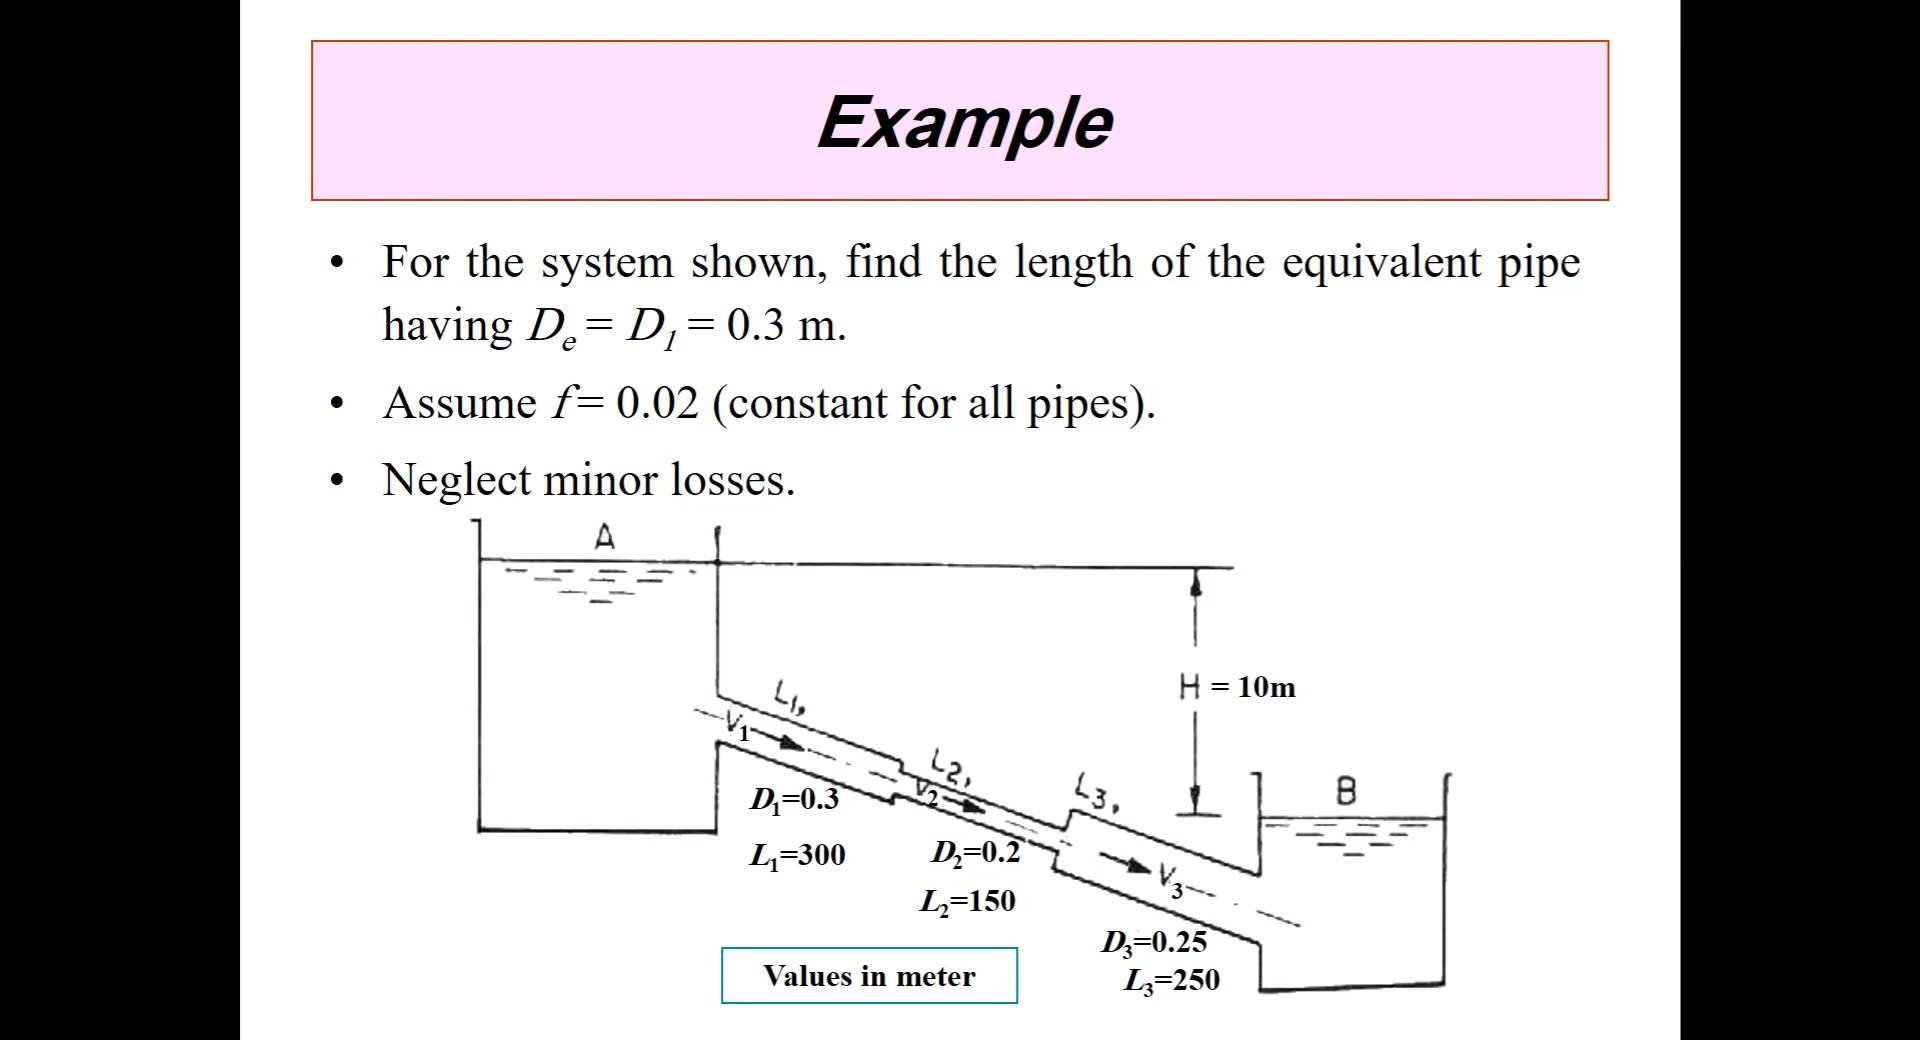 Example
• For the system shown, find the length of the equivalent pipe
having Dₑ = D₁ = 0.3 m.
• Assume f = 0.02 (constant for all pipes).
• Neglect minor losses.
A
H = 10m
L₁,
V₁
L₂,
V₂
L₃,
B
D₁=0.3
L₁=300
D₂=0.2
L₂=150
V₃
D₃=0.25
L₃=250
Values in meter